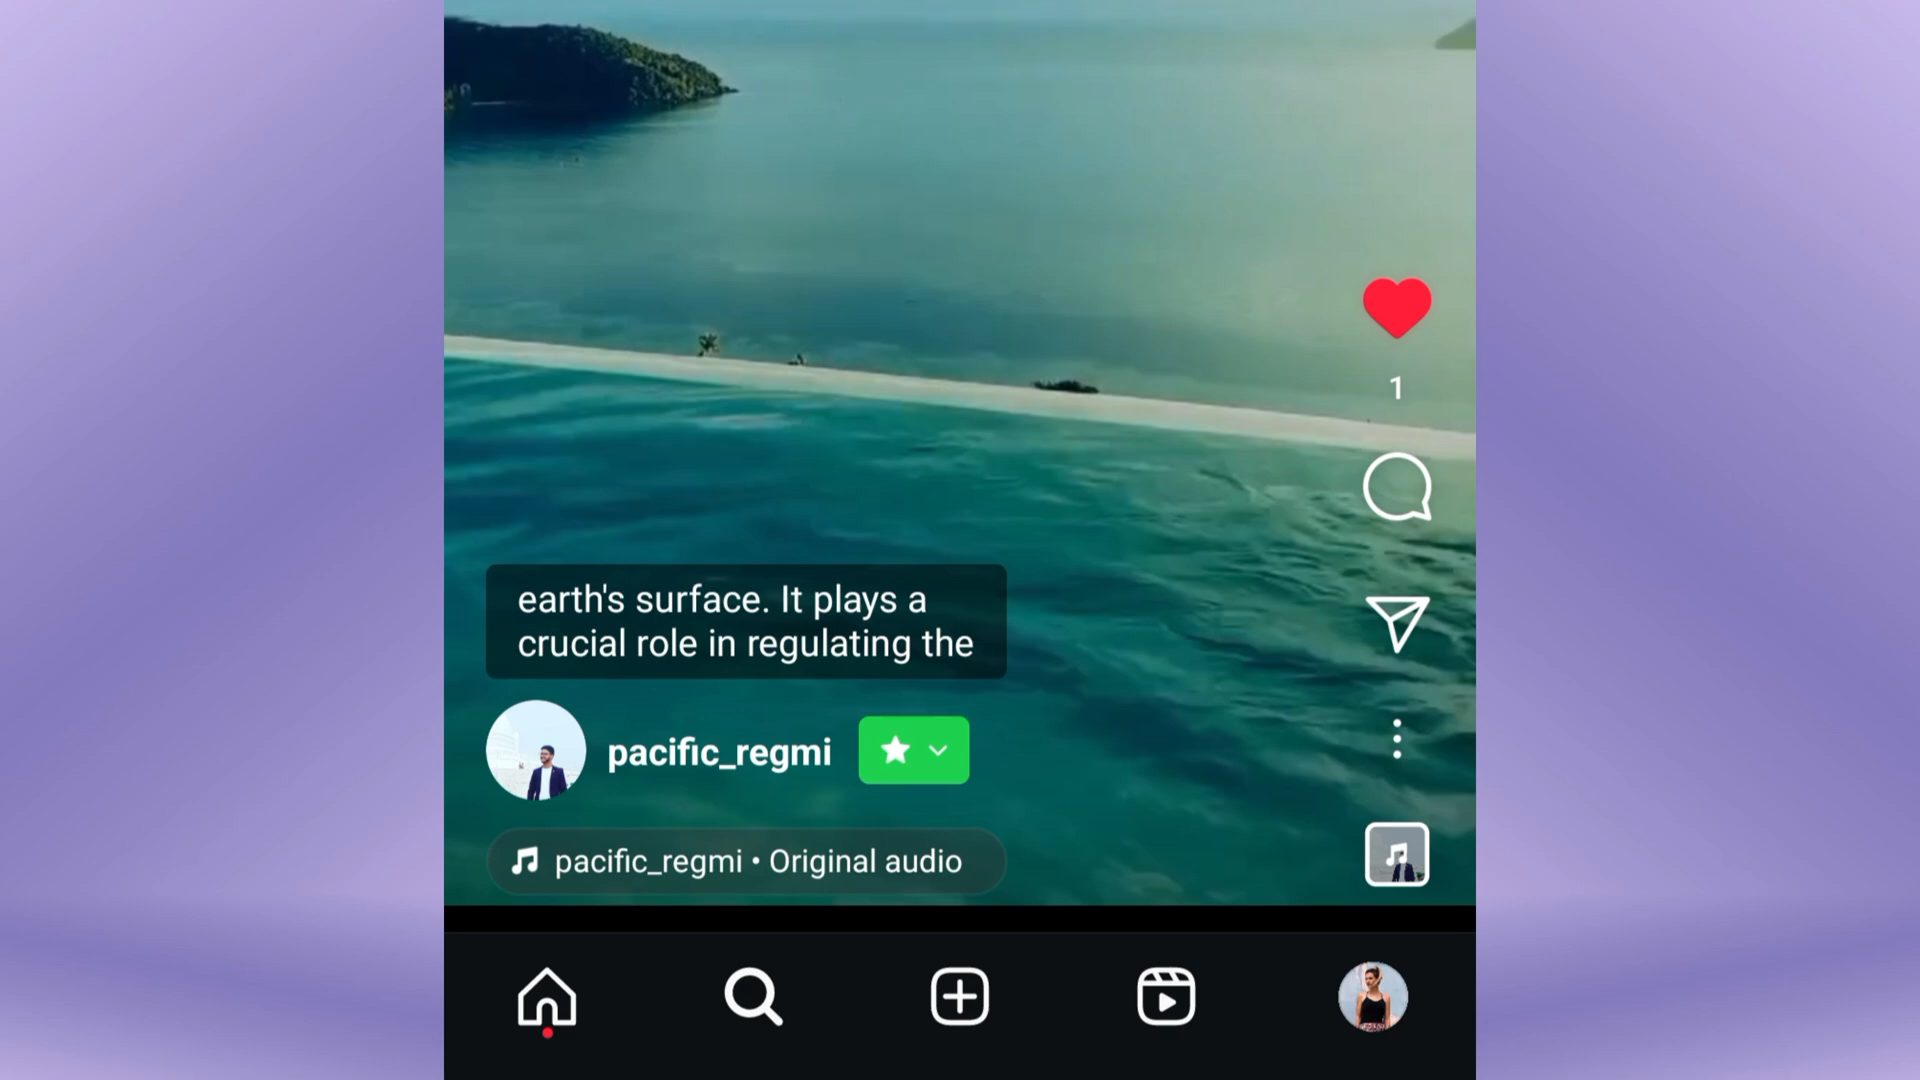 1
earth's surface. It plays a
crucial role in regulating the
pacific_regmi
pacific_regmi • Original audio